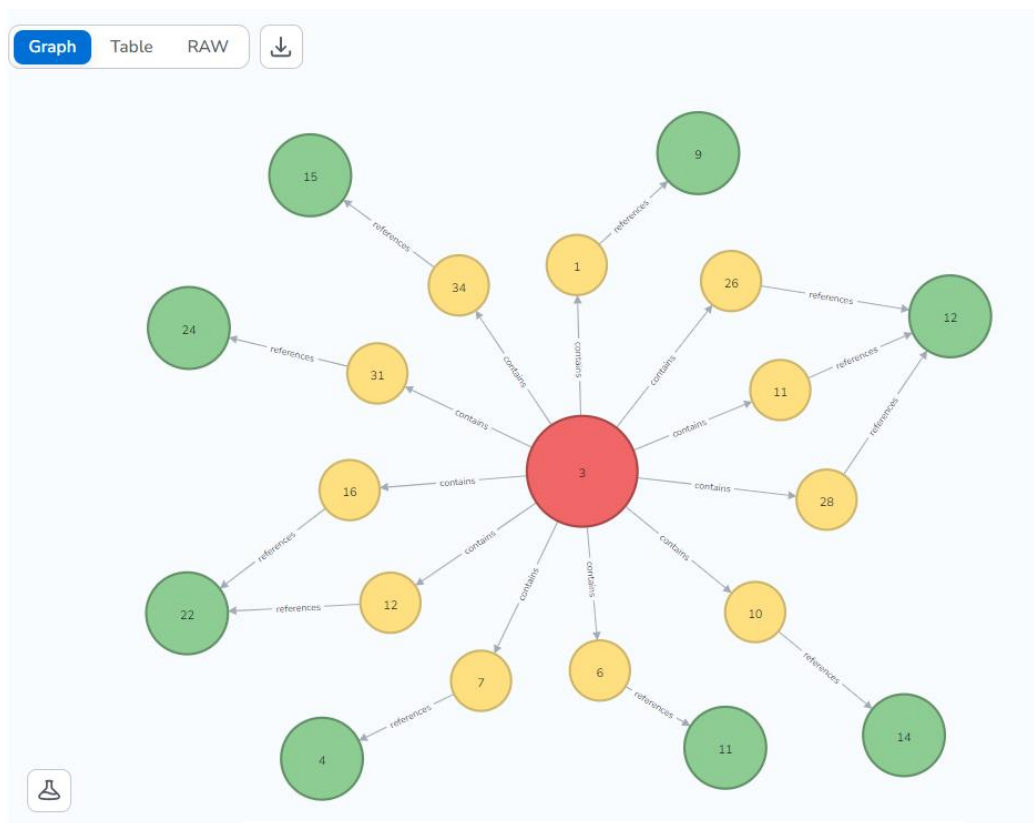 Graph Table RAW
9
15
references
references
1
26
34
12
references
24
references
31
references
11
contains
contains
contains
contains
contains
references
3
16
contains
contains
28
references
contains
contains
contains
contains
22
references
12
10
6
7
references
references
references
11
14
4